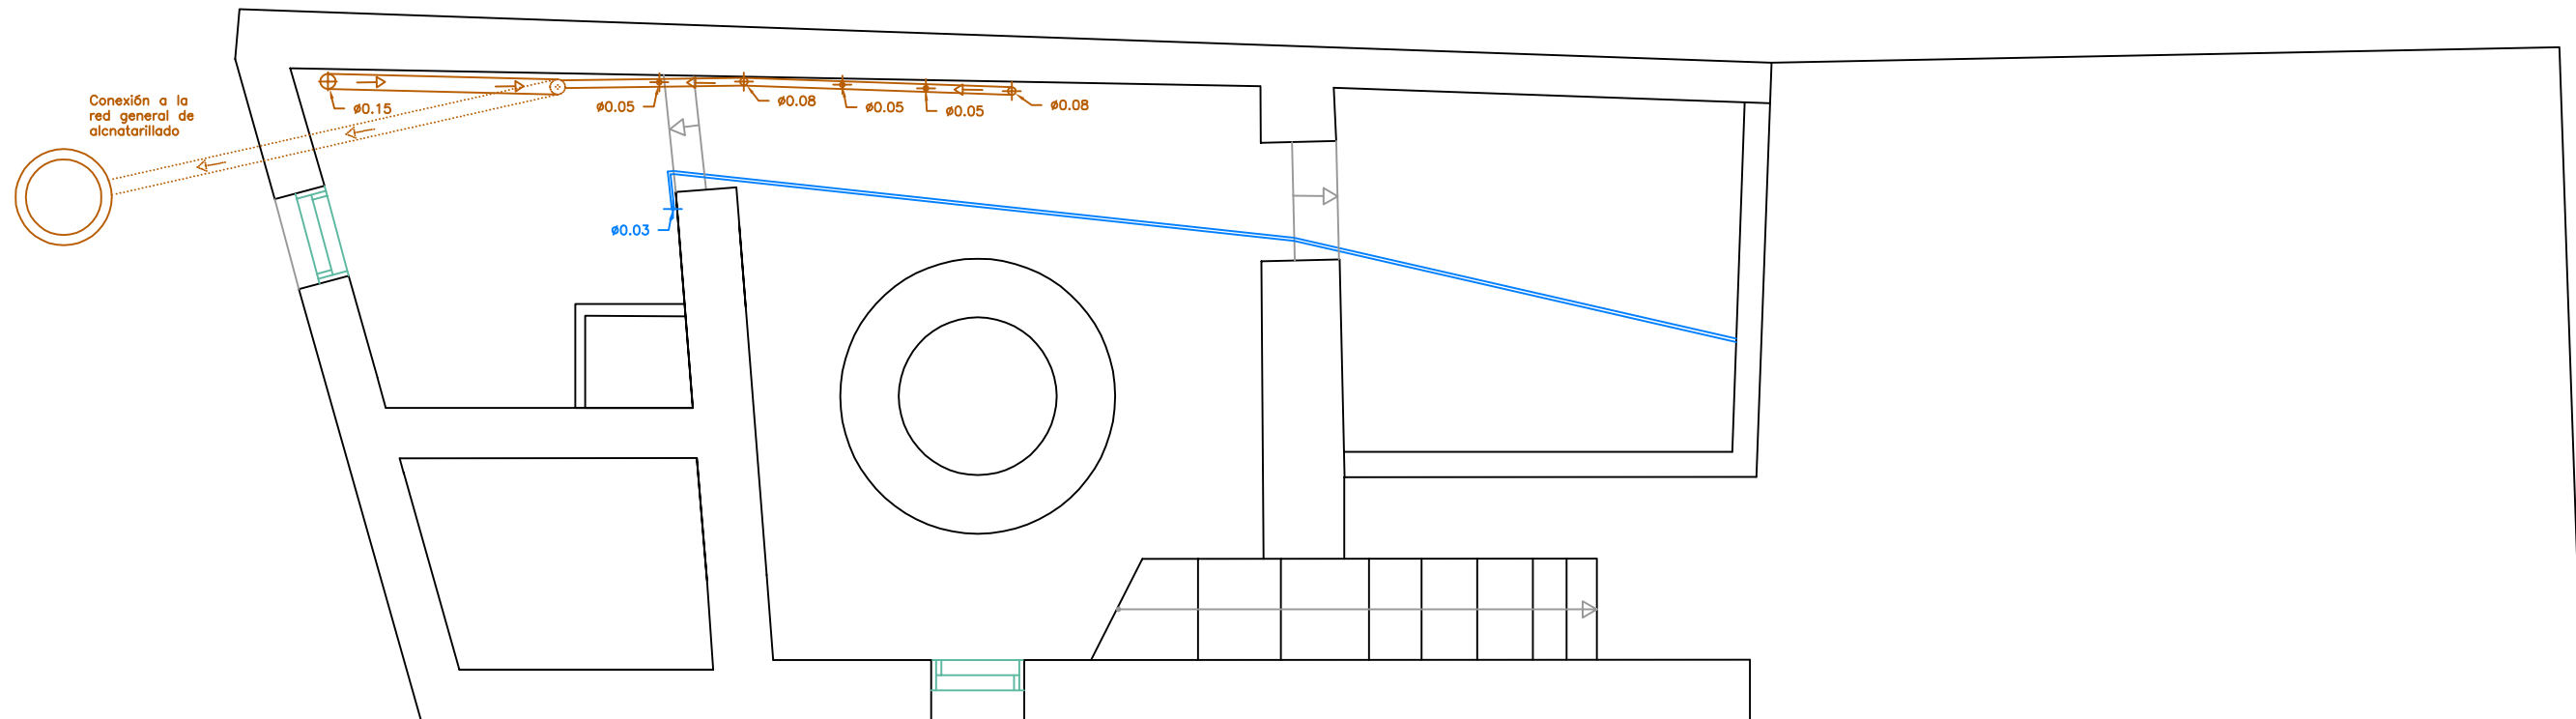 Conexión a la
red general de
alcnatarillado
ø0.15
ø0.05
ø0.08
ø0.05
ø0.05
ø0.08
ø0.03